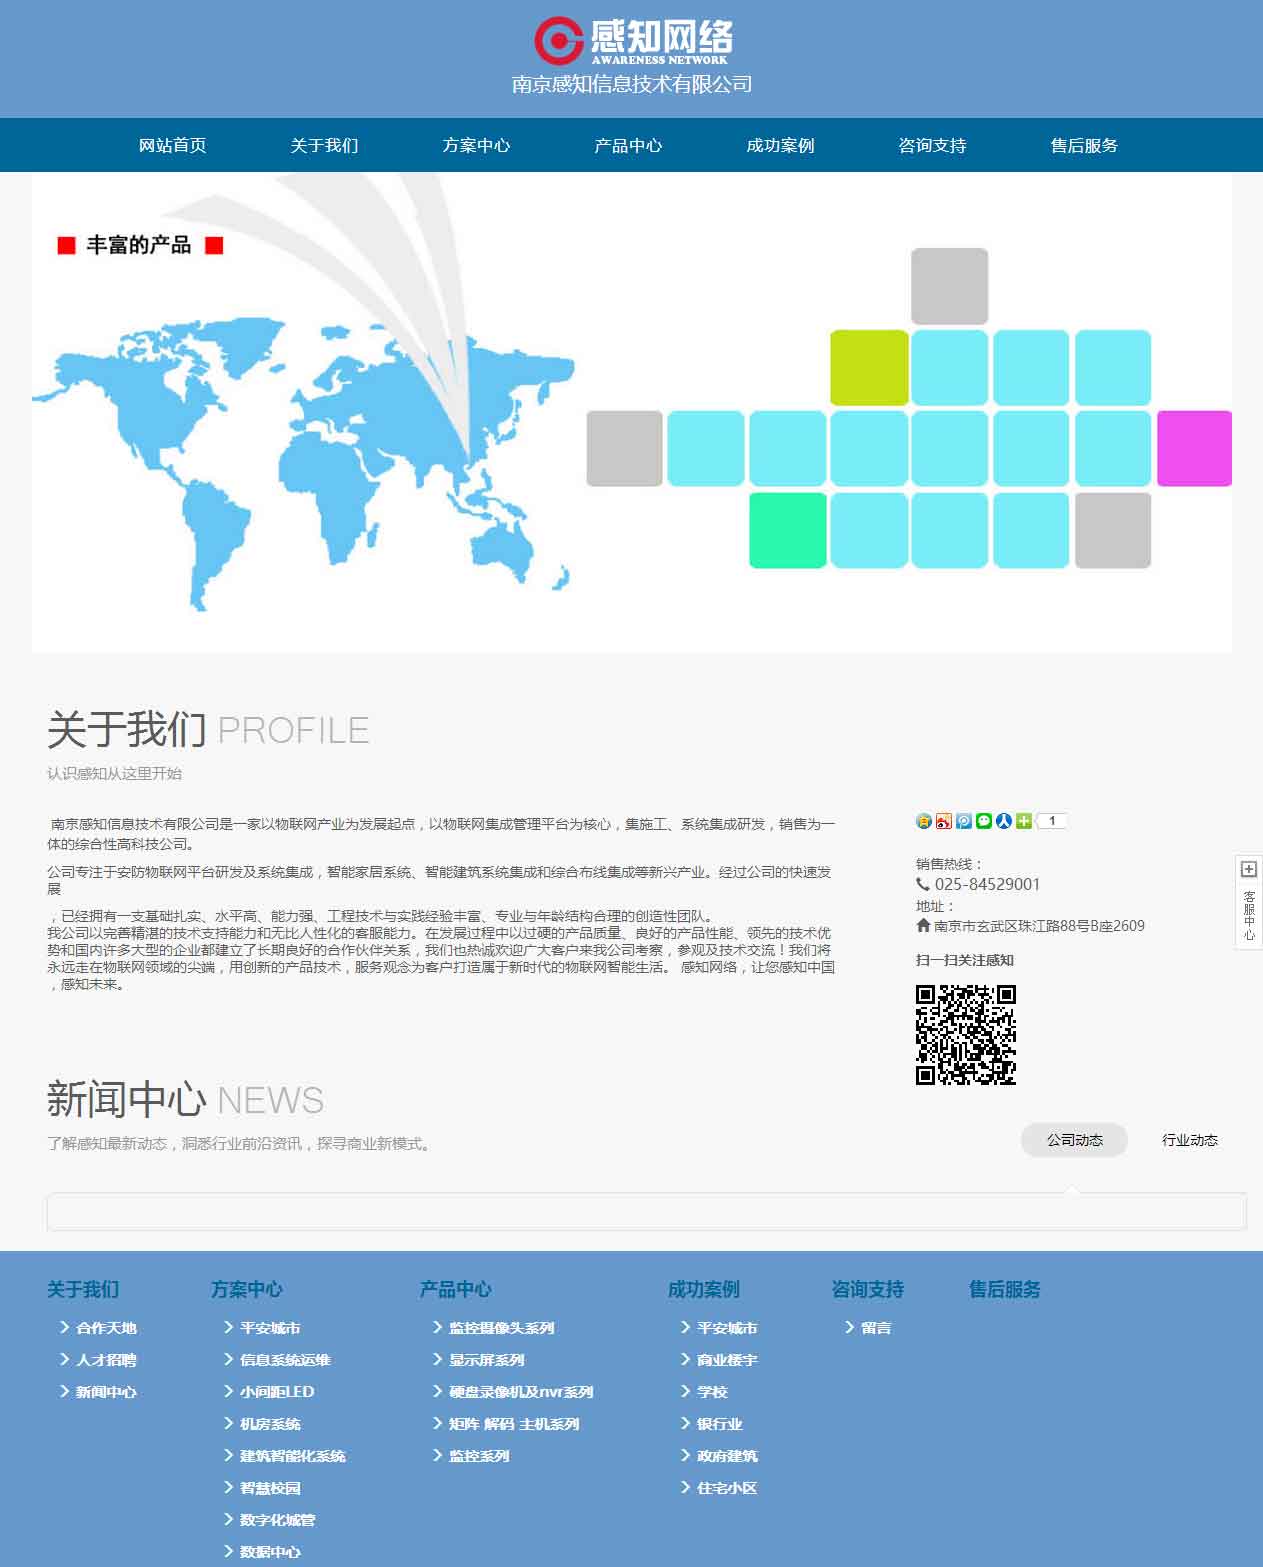 感知网络
AWARENESS NETWORK
南京感知信息技术有限公司
网站首页 关于我们 方案中心 产品中心 成功案例 咨询支持 售后服务
丰富的产品
关于我们 PROFILE
认识感知从这里开始
南京感知信息技术有限公司是一家以物联网产业为发展起点，以物联网集成管理平台为核心，集施工、系统集成研发，销售为一
体的综合性高科技公司。
公司专注于安防物联网平台研发及系统集成，智能家居系统、智能建筑系统集成和综合布线集成等新兴产业。经过公司的快速发
展
，已经拥有一支基础扎实、水平高、能力强、工程技术与实践经验丰富、专业与年龄结构合理的创造性团队。
我公司以完善精湛的技术支持能力和无比人性化的客服能力。在发展过程中以过硬的产品质量、良好的产品性能、领先的技术优
势和国内许多大型的企业都建立了长期良好的合作伙伴关系，我们也热诚欢迎广大客户来我公司考察，参观及技术交流！我们将
永远走在物联网领域的尖端，用创新的产品技术，服务观念为客户打造属于新时代的物联网智能生活。 感知网络，让您感知中国
，感知未来。
1
销售热线：
025-84529001
地址：
南京市玄武区珠江路88号B座2609
扫一扫关注感知
客服中心
新闻中心 NEWS
了解感知最新动态，洞悉行业前沿资讯，探寻商业新模式。
公司动态 行业动态
关于我们
合作天地
人才招聘
新闻中心
方案中心
平安城市
信息系统运维
小间距LED
机房系统
建筑智能化系统
智慧校园
数字化城管
数据中心
产品中心
监控摄像头系列
显示屏系列
硬盘录像机及nvr系列
矩阵 解码 主机系列
监控系列
成功案例
平安城市
商业楼宇
学校
银行业
政府建筑
住宅小区
咨询支持
留言
售后服务